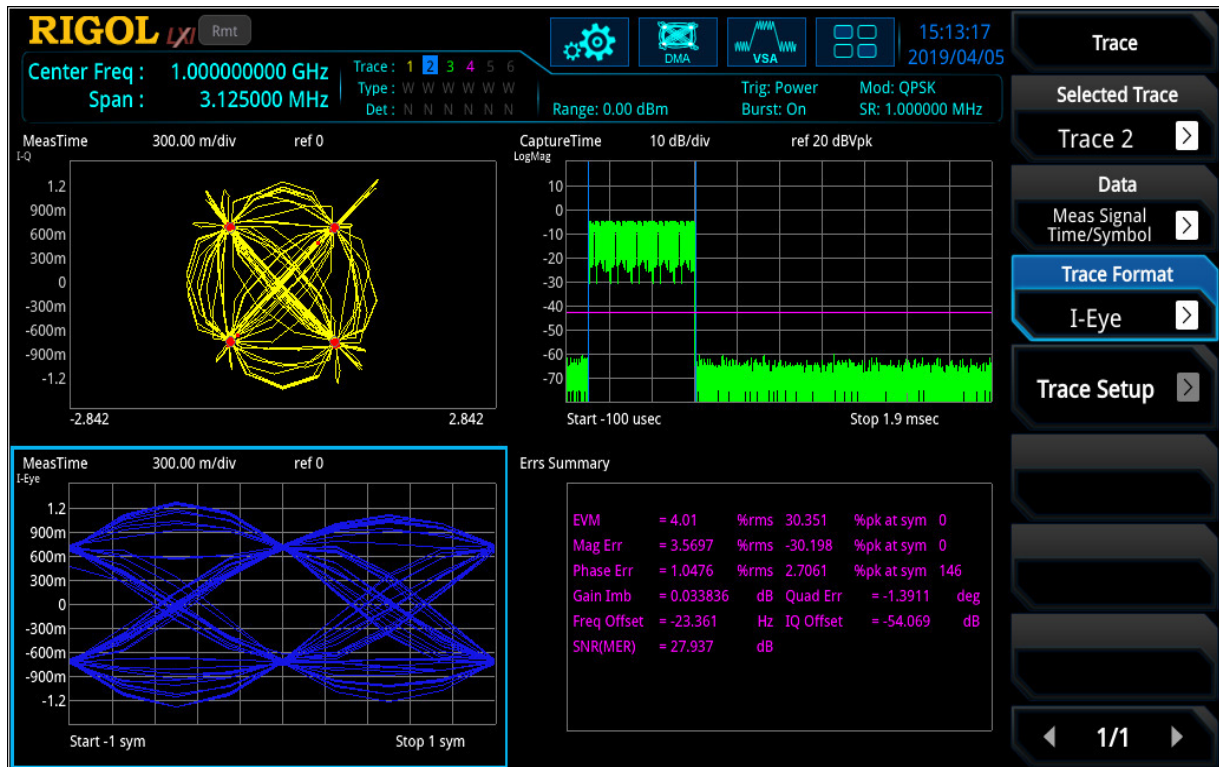 RIGOL LXI Rmt
DMA
VSA
15:13:17
2019/04/05
Center Freq : 1.000000000 GHz
Span : 3.125000 MHz
Trace : 1 2 3 4 5 6
Type : W W W W W W
Det : N N N N N N
Range: 0.00 dBm
Trig: Power
Burst: On
Mod: QPSK
SR: 1.000000 MHz
MeasTime 300.00 m/div ref 0
I-Q
1.2
900m
600m
300m
0
-300m
-600m
-900m
-1.2
-2.842 2.842
CaptureTime 10 dB/div ref 20 dBVpk
LogMag
10
0
-10
-20
-30
-40
-50
-60
-70
Start -100 usec Stop 1.9 msec
MeasTime 300.00 m/div ref 0
I-Eye
1.2
900m
600m
300m
0
-300m
-600m
-900m
-1.2
Start -1 sym Stop 1 sym
Errs Summary
EVM = 4.01 %rms 30.351 %pk at sym 0
Mag Err = 3.5697 %rms -30.198 %pk at sym 0
Phase Err = 1.0476 %rms 2.7061 %pk at sym 146
Gain Imb = 0.033836 dB Quad Err = -1.3911 deg
Freq Offset = -23.361 Hz IQ Offset = -54.069 dB
SNR(MER) = 27.937 dB
Trace
Selected Trace
Trace 2
Data
Meas Signal
Time/Symbol
Trace Format
I-Eye
Trace Setup
1/1